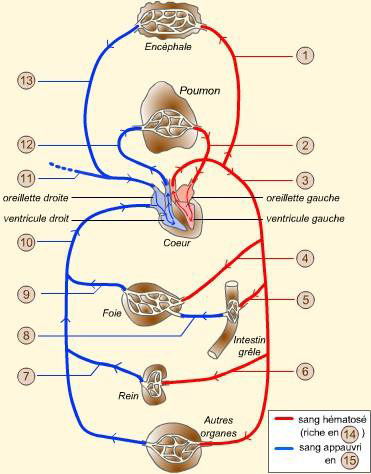 Encéphale
1
13
Poumon
12
2
11
3
oreillette droite
oreillette gauche
ventricule droit
ventricule gauche
10
Coeur
4
9
5
Foie
8
Intestin
grêle
7
6
Rein
Autres
organes
sang hématosé
(riche en 14 )
sang appauvri
en 15